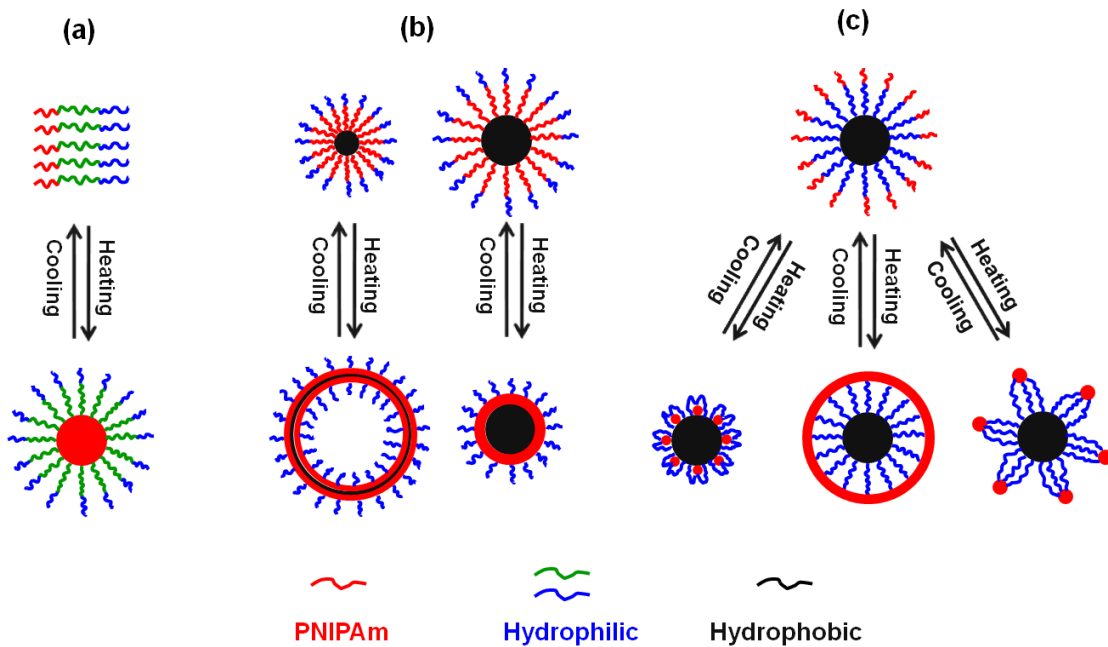 (a)
(b)
(c)
Cooling
Heating
Cooling
Heating
Cooling
Heating
Cooling
Heating
Cooling
Heating
Heating
Cooling
PNIPAm
Hydrophilic
Hydrophobic